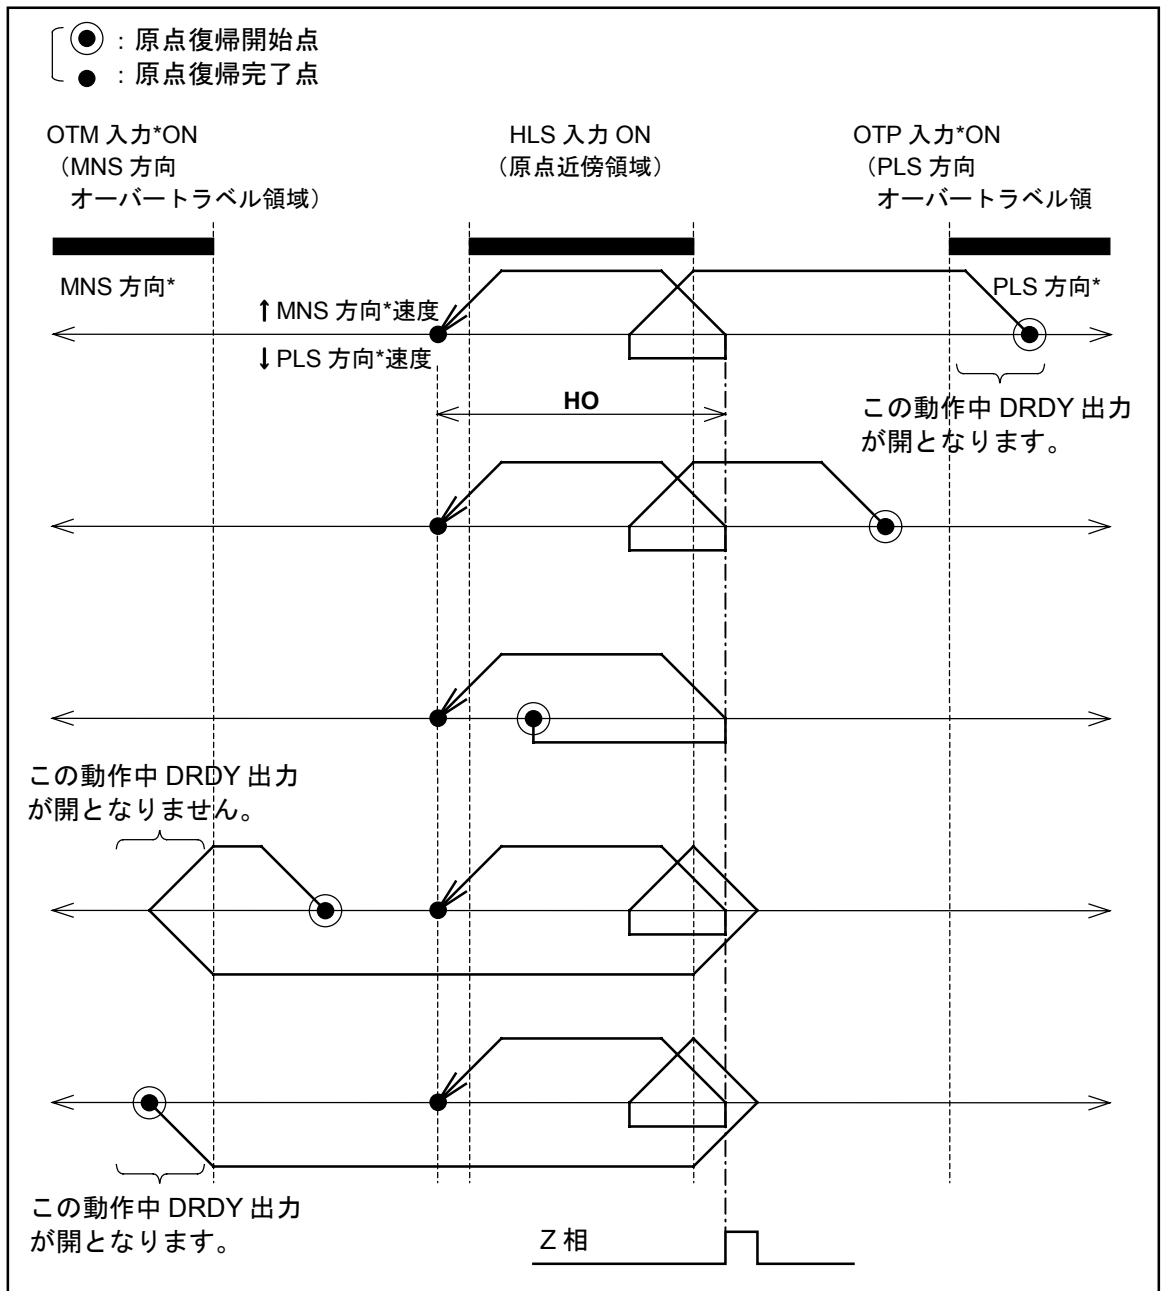 ：原点復帰開始点
：原点復帰完了点
OTM 入力*ON
（MNS 方向
オーバートラベル領域）
HLS 入力 ON
（原点近傍領域）
OTP 入力*ON
（PLS 方向
オーバートラベル領
MNS 方向*
PLS 方向*
↑ MNS 方向*速度
↓ PLS 方向*速度
HO
この動作中 DRDY 出力
が開となります。
この動作中 DRDY 出力
が開となりません。
この動作中 DRDY 出力
が開となります。
Z 相